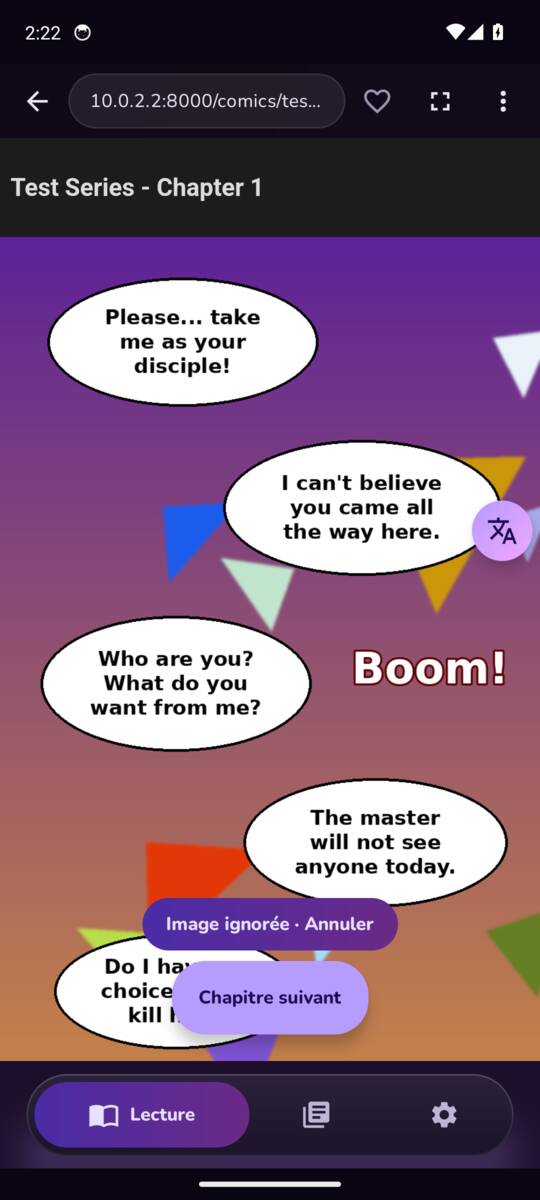 2:22
10.0.2.2:8000/comics/tes...
Test Series - Chapter 1
Please... take
me as your
disciple!
I can't believe
you came all
the way here.
Who are you?
What do you
want from me?
Boom!
The master
will not see
anyone today.
Image ignorée · Annuler
Do I
choice
kill
Chapitre suivant
Lecture